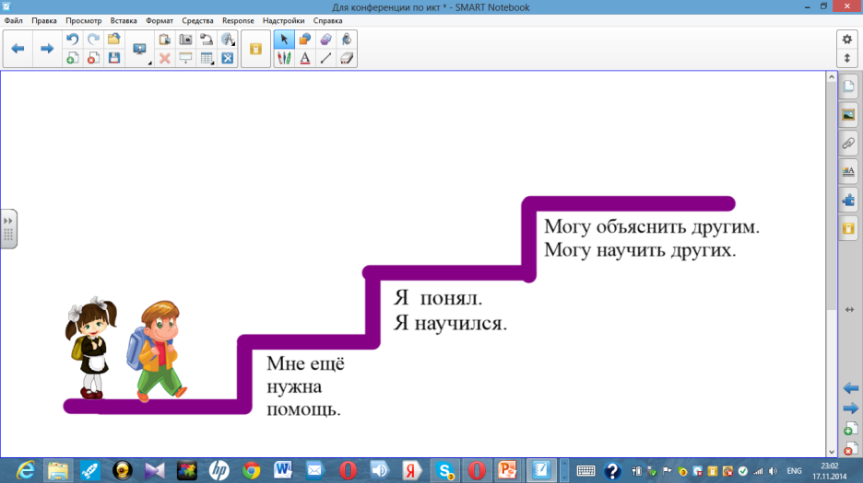 Для конференции по икт * - SMART Notebook
Файл Правка Просмотр Вставка Формат Средства Response Надстройки Справка
Могу объяснить другим.
Могу научить других.
Я понял.
Я научился.
Мне ещё
нужна
помощь.
ENG
23:02
17.11.2014